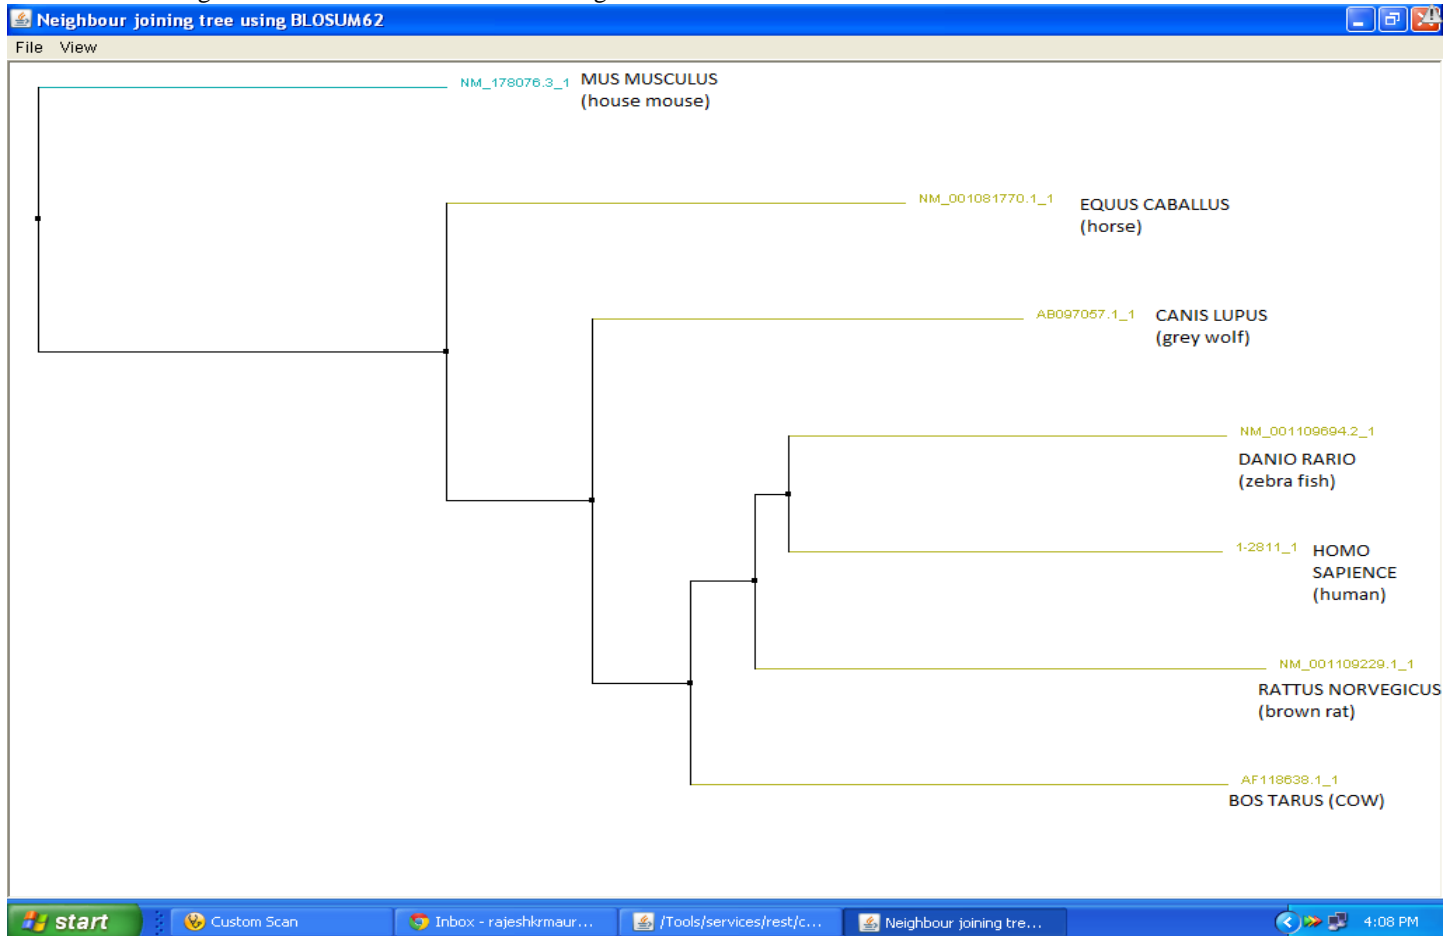 Neighbour joining tree using BLOSUM62
File View
NM_178076.3_1 MUS MUSCULUS
(house mouse)
NM_001081770.1_1 EQUUS CABALLUS
(horse)
AB097057.1_1 CANIS LUPUS
(grey wolf)
NM_001109694.2_1
DANIO RARIO
(zebra fish)
1-2811_1 HOMO
SAPIENCE
(human)
NM_001109229.1_1
RATTUS NORVEGICUS
(brown rat)
AF118638.1_1
BOS TARUS (COW)
start Custom Scan Inbox - rajeshkrmaur... /Tools/services/rest/c... Neighbour joining tre... 4:08 PM